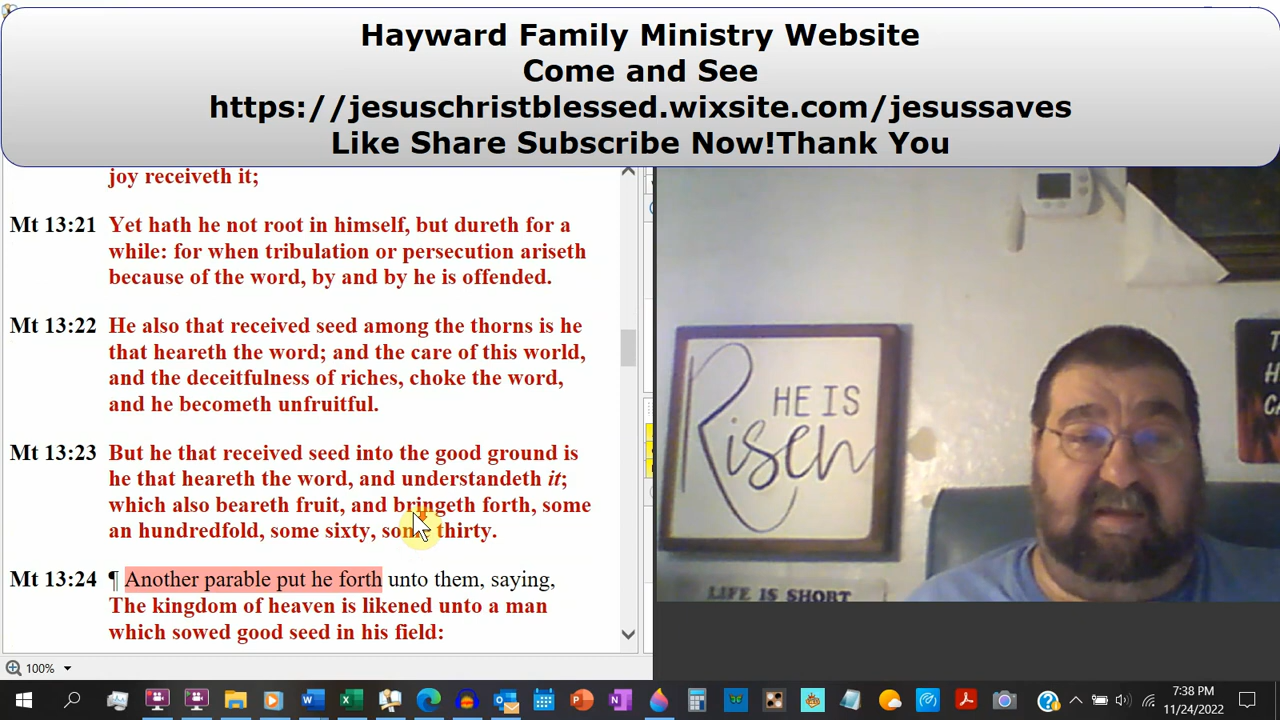 Hayward Family Ministry Website
Come and See
https://jesuschristblessed.wixsite.com/jesussaves
Like Share Subscribe Now!Thank You
joy receiveth it;
Mt 13:21 Yet hath he not root in himself, but dureth for a
while: for when tribulation or persecution ariseth
because of the word, by and by he is offended.
Mt 13:22 He also that received seed among the thorns is he
that heareth the word; and the care of this world,
and the deceitfulness of riches, choke the word,
and he becometh unfruitful.
Mt 13:23 But he that received seed into the good ground is
he that heareth the word, and understandeth it;
which also beareth fruit, and bringeth forth, some
an hundredfold, some sixty, some thirty.
Mt 13:24 ¶ Another parable put he forth unto them, saying,
The kingdom of heaven is likened unto a man
which sowed good seed in his field:
100%
HE IS
Risen
LIFE IS SHORT
7:38 PM
11/24/2022